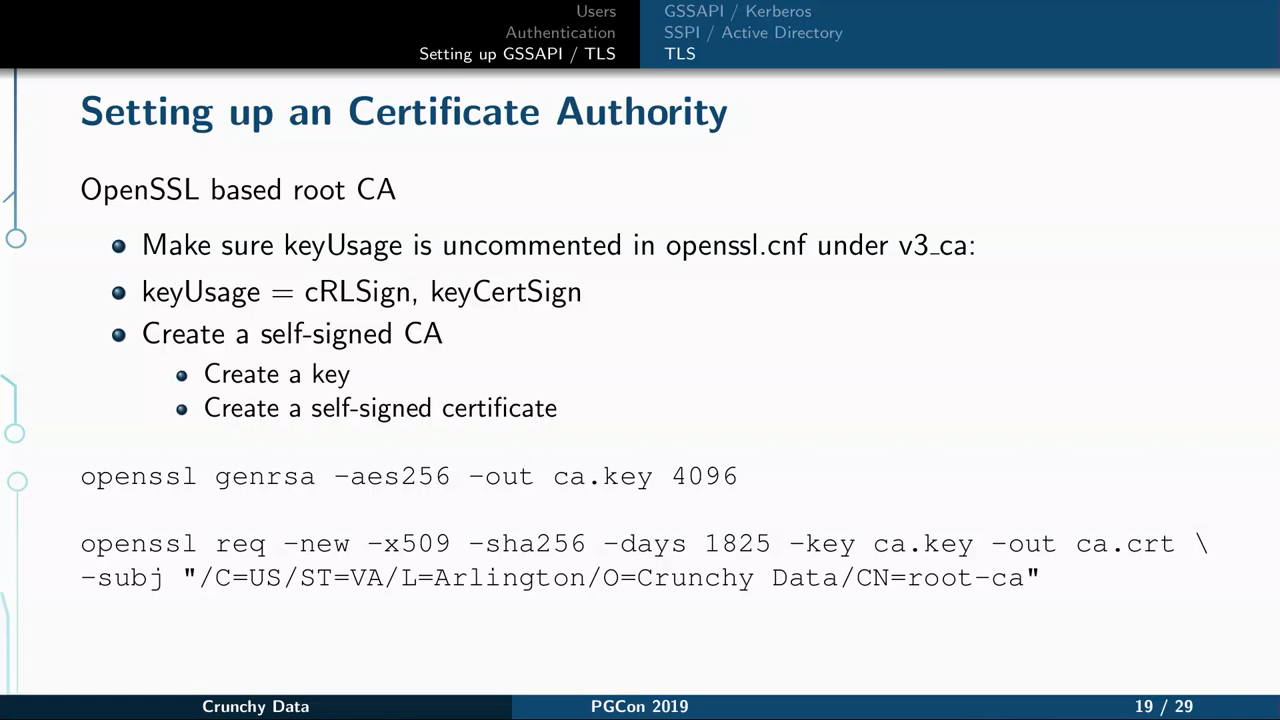 Users
Authentication
Setting up GSSAPI / TLS
GSSAPI / Kerberos
SSPI / Active Directory
TLS
Setting up an Certificate Authority
OpenSSL based root CA
Make sure keyUsage is uncommented in openssl.cnf under v3_ca:
keyUsage = cRLSign, keyCertSign
Create a self-signed CA
Create a key
Create a self-signed certificate
openssl genrsa -aes256 -out ca.key 4096
openssl req -new -x509 -sha256 -days 1825 -key ca.key -out ca.crt \
-subj "/C=US/ST=VA/L=Arlington/O=Crunchy Data/CN=root-ca"
Crunchy Data
PGCon 2019
19 / 29